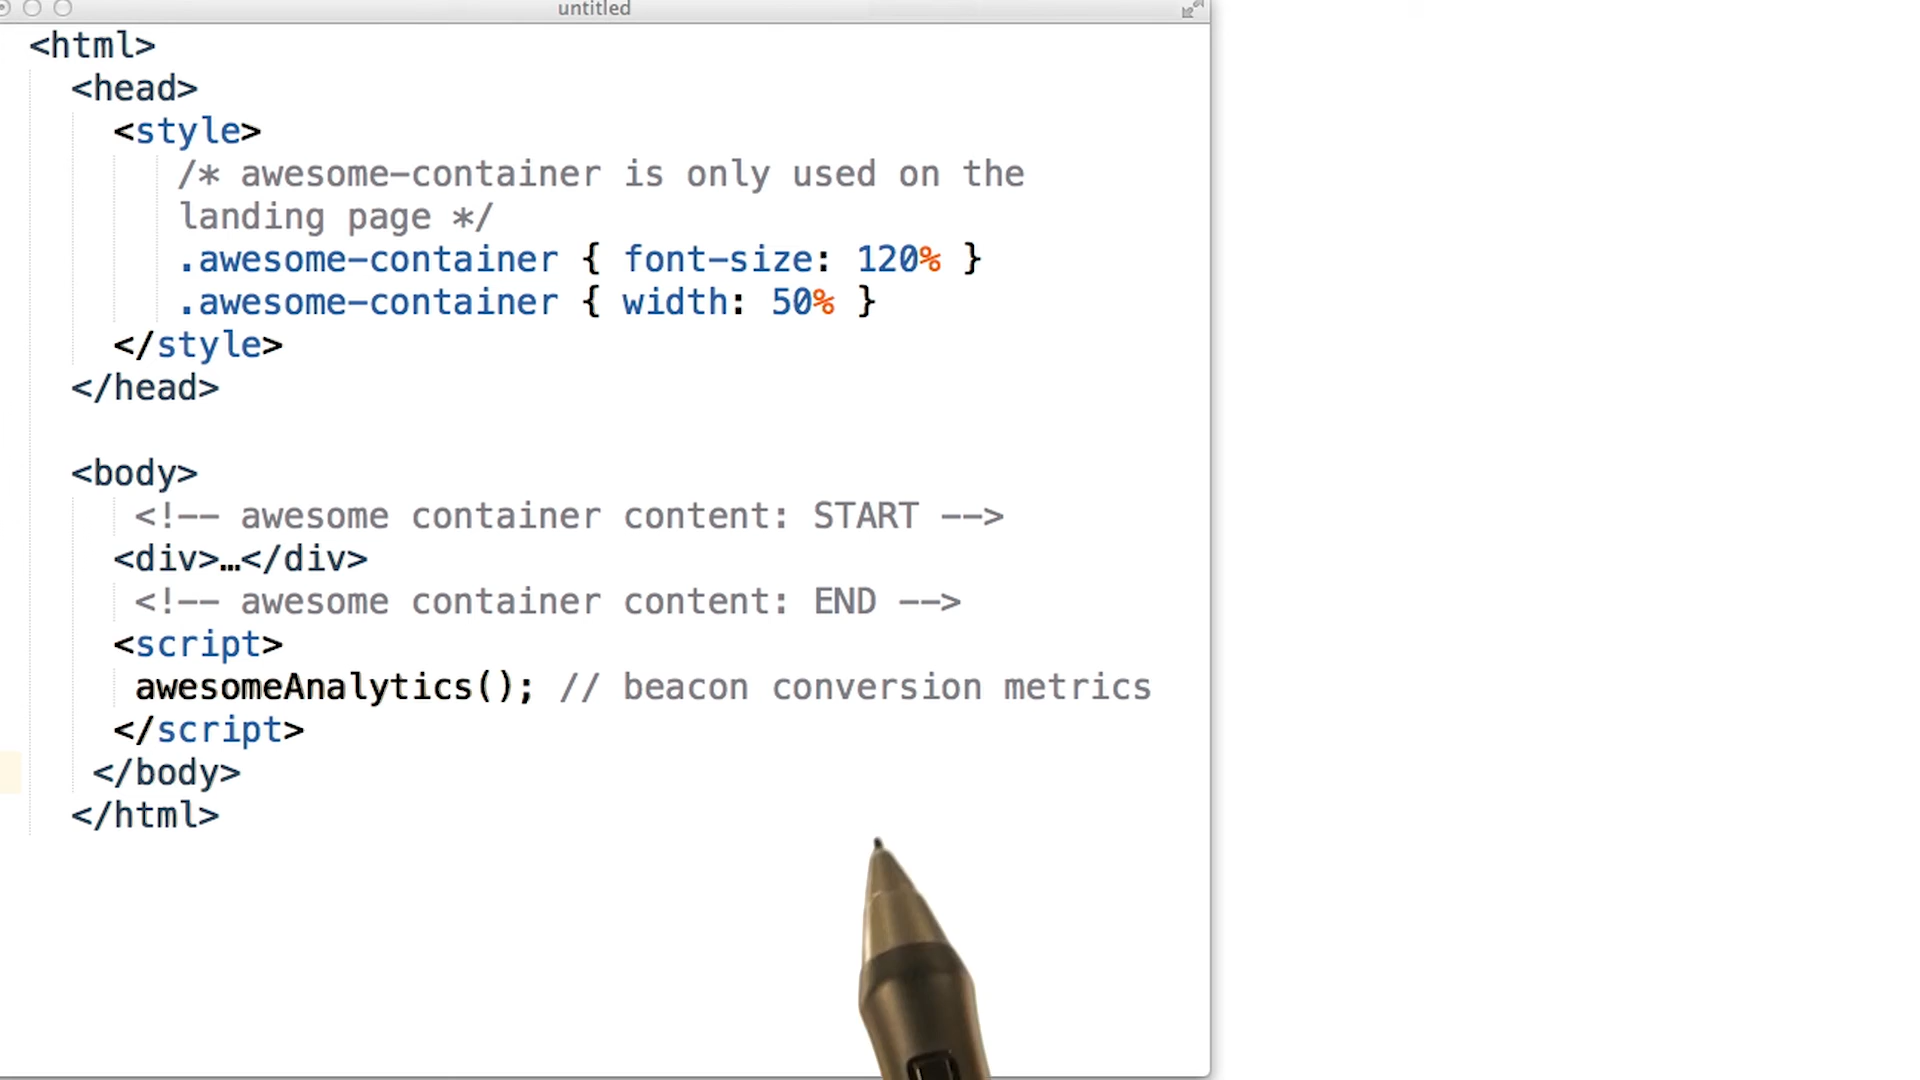 untitled
<html>
<head>
<style>
/* awesome-container is only used on the
landing page */
.awesome-container { font-size: 120% }
.awesome-container { width: 50% }
</style>
</head>
<body>
<!-- awesome container content: START -->
<div>…</div>
<!-- awesome container content: END -->
<script>
awesomeAnalytics(); // beacon conversion metrics
</script>
</body>
</html>